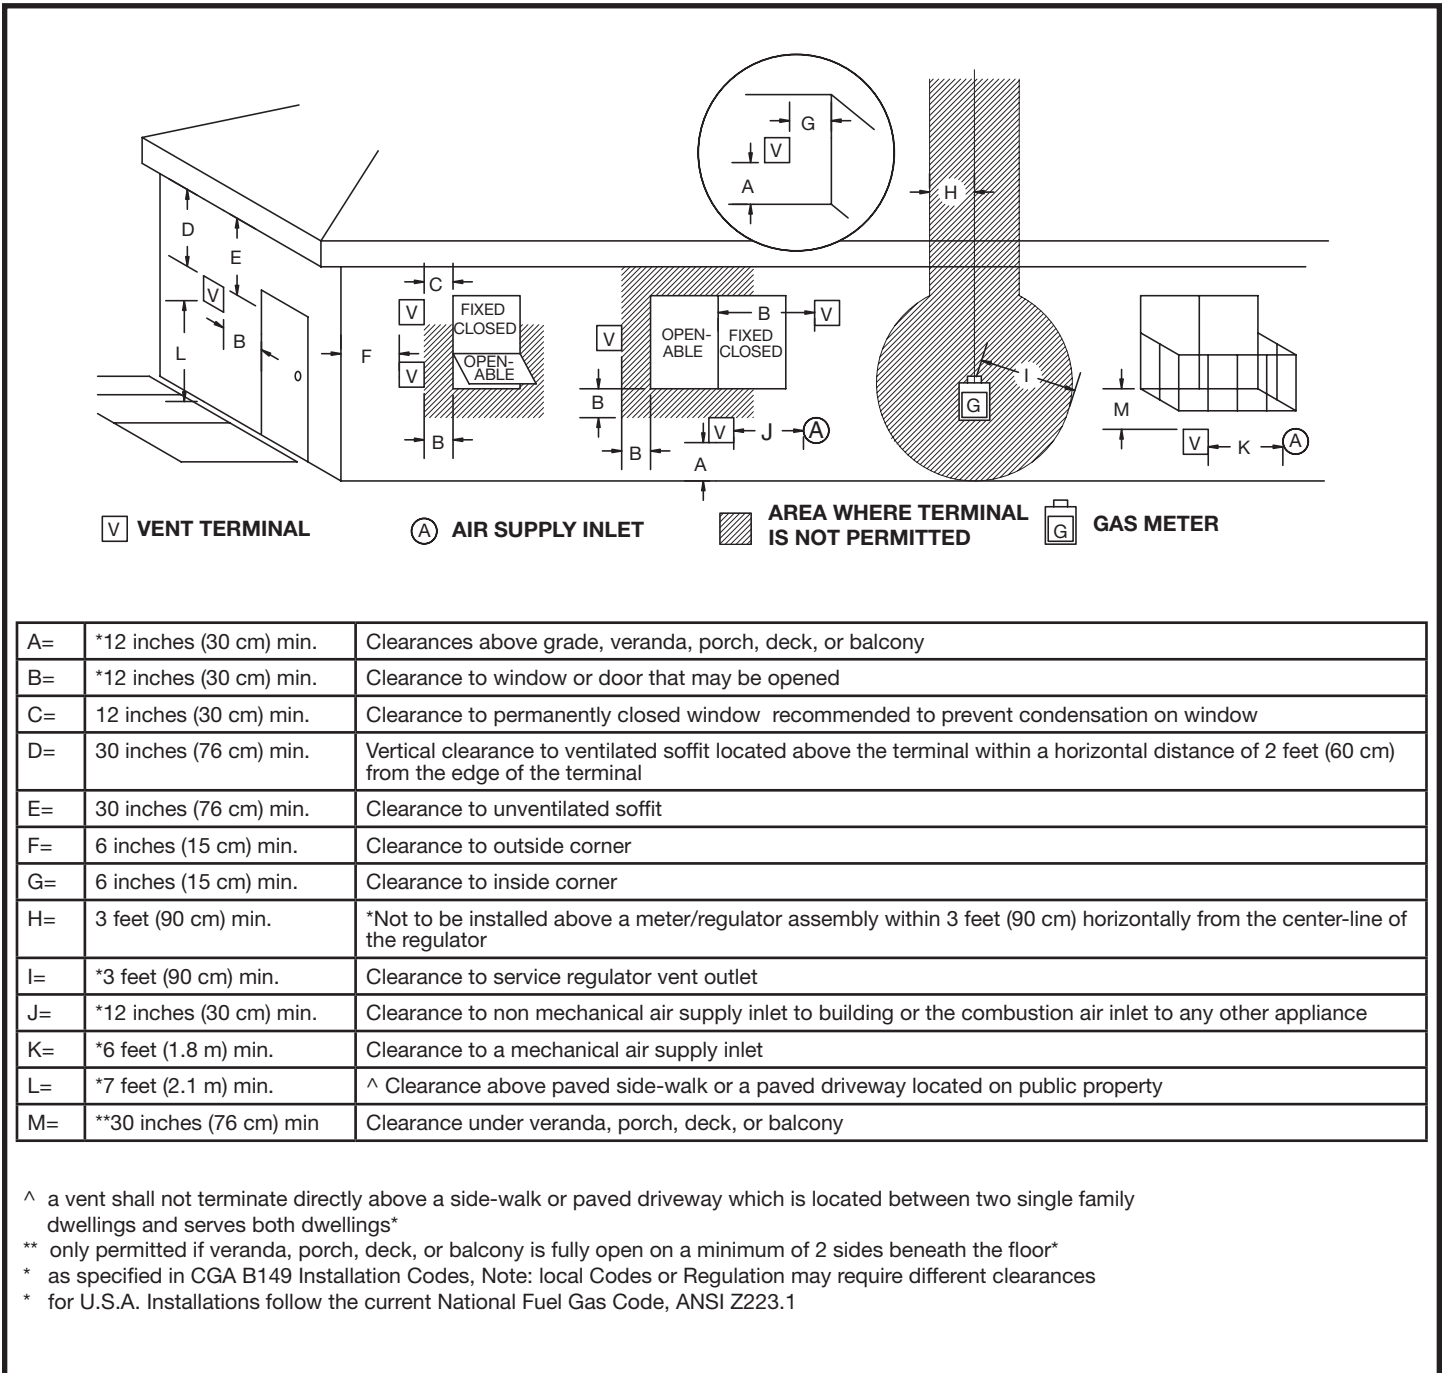 G
V
A
H
D
E
C
V
V
FIXED
CLOSED
B
V
OPEN-
ABLE
FIXED
CLOSED
V
B
L
F
V
OPEN-
ABLE
I
G
B
M
B
B
A
V
J
A
V
K
A
V VENT TERMINAL
A AIR SUPPLY INLET
AREA WHERE TERMINAL
IS NOT PERMITTED
G GAS METER
A= *12 inches (30 cm) min. Clearances above grade, veranda, porch, deck, or balcony
B= *12 inches (30 cm) min. Clearance to window or door that may be opened
C= 12 inches (30 cm) min. Clearance to permanently closed window recommended to prevent condensation on window
D= 30 inches (76 cm) min. Vertical clearance to ventilated soffit located above the terminal within a horizontal distance of 2 feet (60 cm)
from the edge of the terminal
E= 30 inches (76 cm) min. Clearance to unventilated soffit
F= 6 inches (15 cm) min. Clearance to outside corner
G= 6 inches (15 cm) min. Clearance to inside corner
H= 3 feet (90 cm) min. *Not to be installed above a meter/regulator assembly within 3 feet (90 cm) horizontally from the center-line of
the regulator
I= *3 feet (90 cm) min. Clearance to service regulator vent outlet
J= *12 inches (30 cm) min. Clearance to non mechanical air supply inlet to building or the combustion air inlet to any other appliance
K= *6 feet (1.8 m) min. Clearance to a mechanical air supply inlet
L= *7 feet (2.1 m) min. ^ Clearance above paved side-walk or a paved driveway located on public property
M= **30 inches (76 cm) min Clearance under veranda, porch, deck, or balcony
^ a vent shall not terminate directly above a side-walk or paved driveway which is located between two single family
dwellings and serves both dwellings*
** only permitted if veranda, porch, deck, or balcony is fully open on a minimum of 2 sides beneath the floor*
* as specified in CGA B149 Installation Codes, Note: local Codes or Regulation may require different clearances
* for U.S.A. Installations follow the current National Fuel Gas Code, ANSI Z223.1